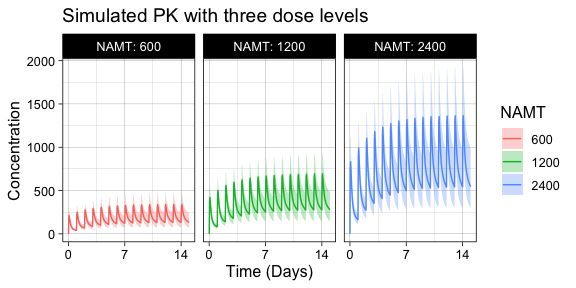 Simulated PK with three dose levels
NAMT: 600 NAMT: 1200 NAMT: 2400
Concentration
2000
1500
1000
500
0
0 7 14 0 7 14 0 7 14
Time (Days)
NAMT
600
1200
2400